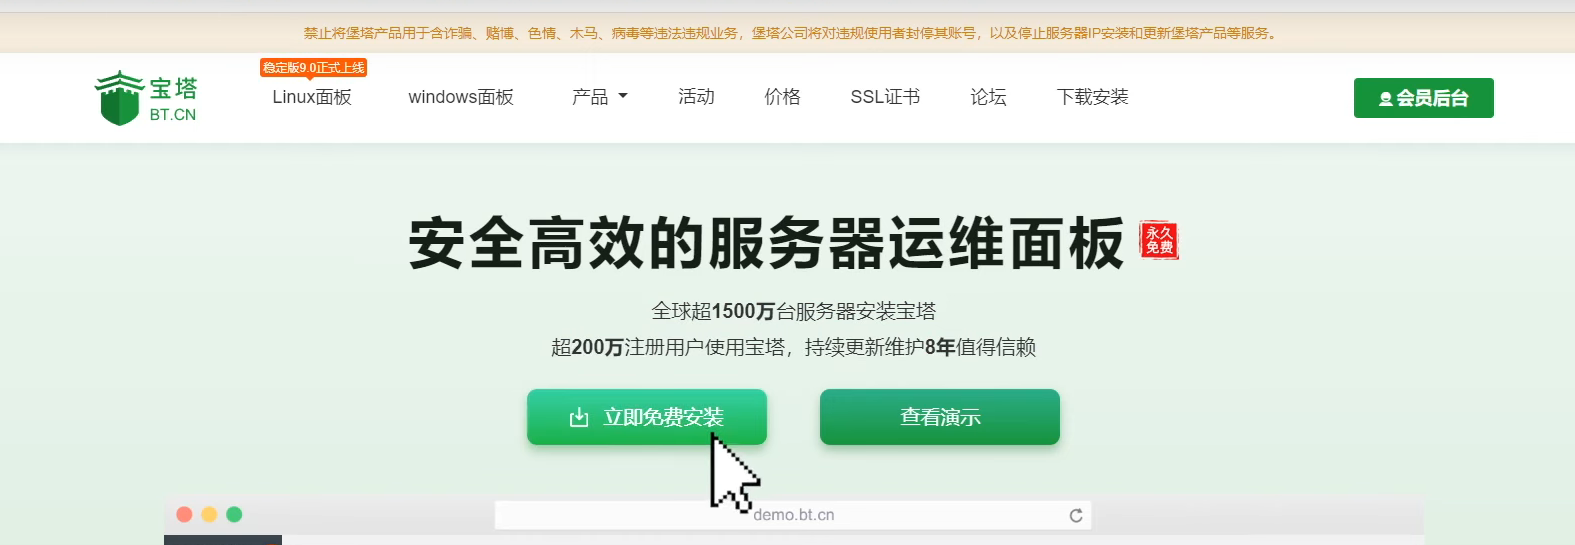 禁止将堡塔产品用于含诈骗、赌博、色情、木马、病毒等违法违规业务，堡塔公司将对违规使用者封停其账号，以及停止服务器IP安装和更新堡塔产品等服务。
稳定版9.0正式上线
宝塔
BT.CN
Linux面板 windows面板 产品 活动 价格 SSL证书 论坛 下载安装 会员后台
安全高效的服务器运维面板
永久
免费
全球超1500万台服务器安装宝塔
超200万注册用户使用宝塔，持续更新维护8年值得信赖
立即免费安装 查看演示
demo.bt.cn